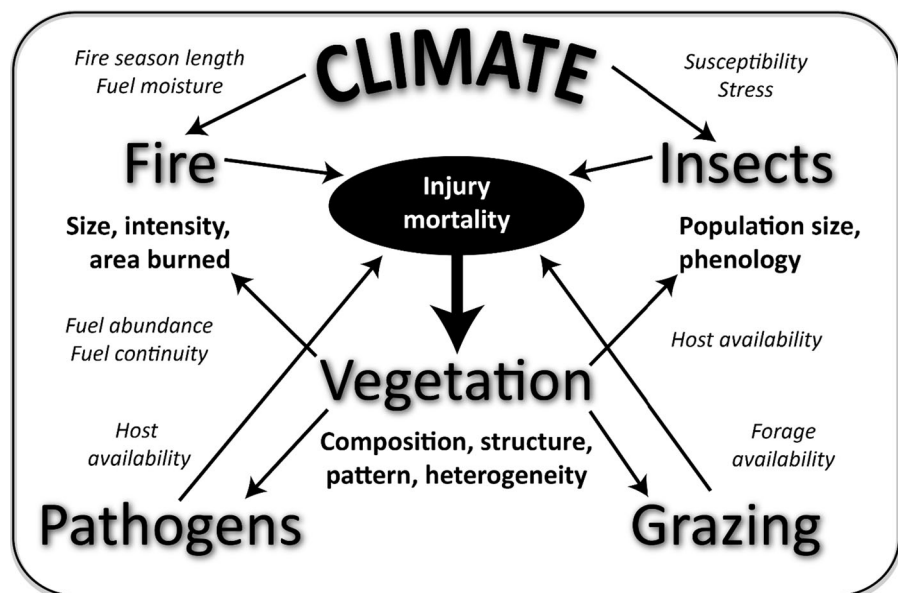 CLIMATE
Fire season length
Fuel moisture
Susceptibility
Stress
Fire
Insects
Injury
mortality
Size, intensity,
area burned
Population size,
phenology
Fuel abundance
Fuel continuity
Host availability
Vegetation
Composition, structure,
pattern, heterogeneity
Host
availability
Forage
availability
Pathogens
Grazing